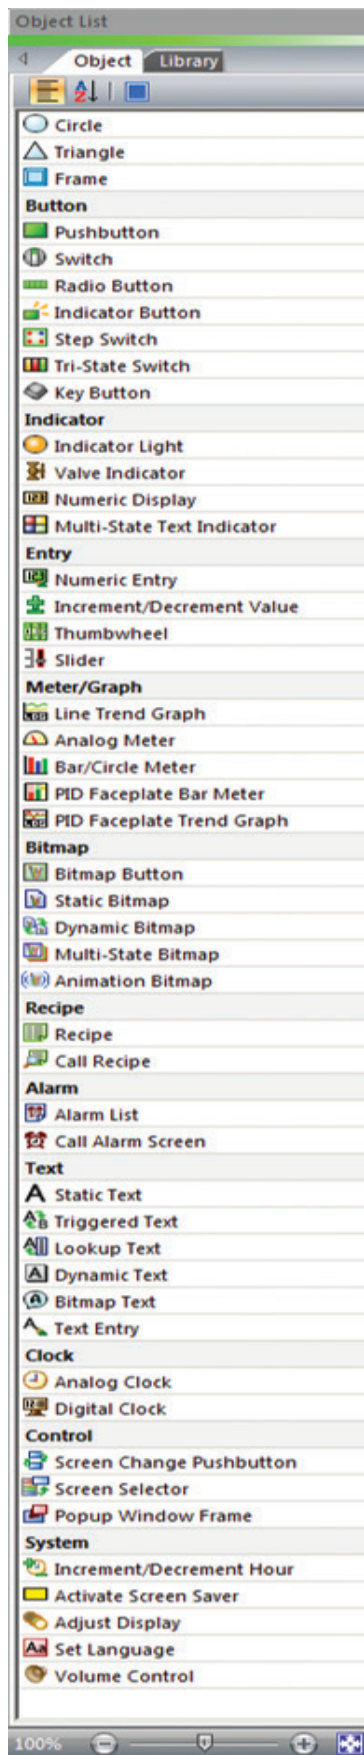 Object List
Object Library
Circle
Triangle
Frame
Button
Pushbutton
Switch
Radio Button
Indicator Button
Step Switch
Tri-State Switch
Key Button
Indicator
Indicator Light
Valve Indicator
Numeric Display
Multi-State Text Indicator
Entry
Numeric Entry
Increment/Decrement Value
Thumbwheel
Slider
Meter/Graph
Line Trend Graph
Analog Meter
Bar/Circle Meter
PID Faceplate Bar Meter
PID Faceplate Trend Graph
Bitmap
Bitmap Button
Static Bitmap
Dynamic Bitmap
Multi-State Bitmap
Animation Bitmap
Recipe
Recipe
Call Recipe
Alarm
Alarm List
Call Alarm Screen
Text
Static Text
Triggered Text
Lookup Text
Dynamic Text
Bitmap Text
Text Entry
Clock
Analog Clock
Digital Clock
Control
Screen Change Pushbutton
Screen Selector
Popup Window Frame
System
Increment/Decrement Hour
Activate Screen Saver
Adjust Display
Set Language
Volume Control
100%